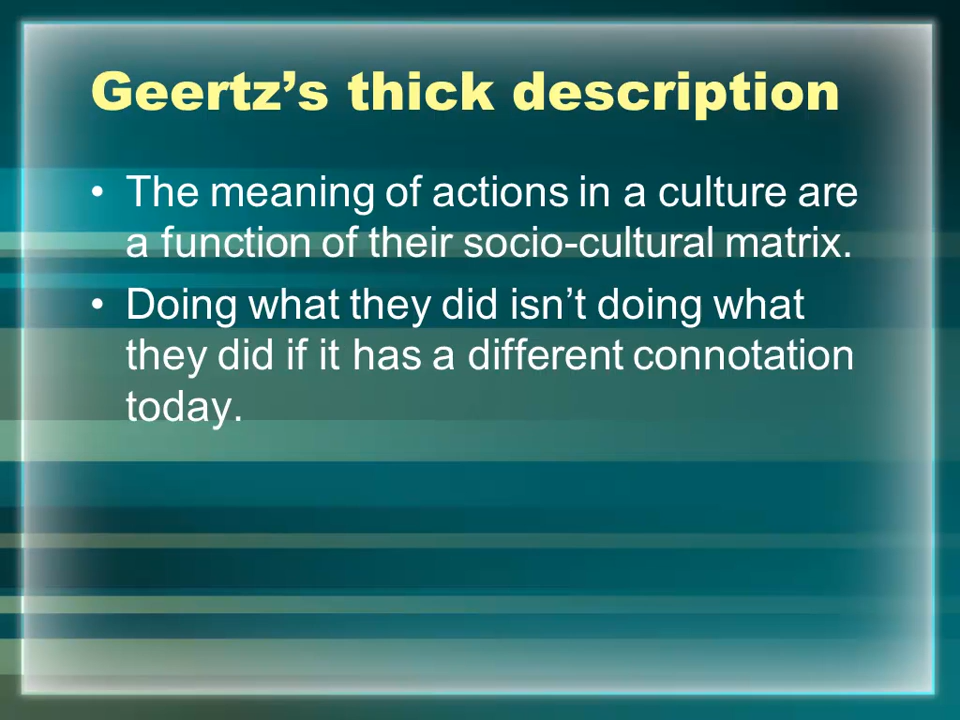 Geertz’s thick description
• The meaning of actions in a culture are
a function of their socio-cultural matrix.
• Doing what they did isn’t doing what
they did if it has a different connotation
today.